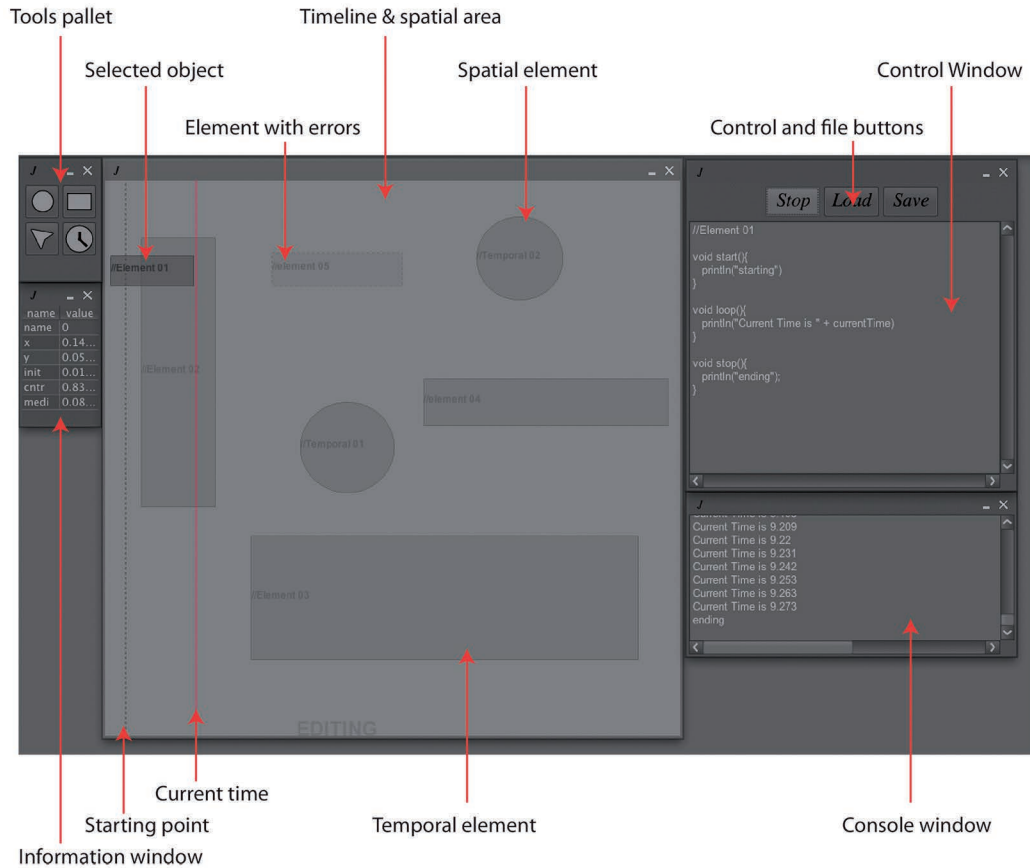 Tools pallet
Timeline & spatial area
Selected object
Spatial element
Control Window
Element with errors
Control and file buttons
J
J
J
Stop Load Save
//Element 01
//element 05
//Temporal 02
//Element 01
void start(){
println("starting")
}
void loop(){
println("Current Time is " + currentTime)
}
void stop(){
println("ending");
}
J
name value
name 0
x 0.14...
y 0.05...
init 0.01...
cntr 0.83...
medi 0.08...
//Element 02
//element 04
//Temporal 01
J
Current Time is 9.209
Current Time is 9.22
Current Time is 9.231
Current Time is 9.242
Current Time is 9.253
Current Time is 9.263
Current Time is 9.273
ending
//Element 03
EDITING
Current time
Starting point
Temporal element
Console window
Information window